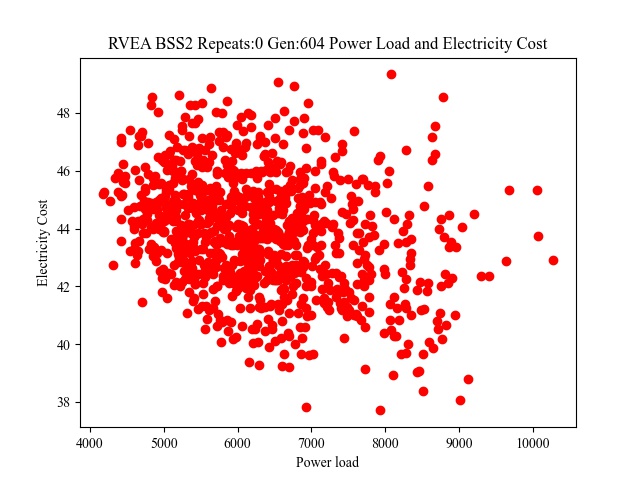 RVEA BSS2 Repeats:0 Gen:604 Power Load and Electricity Cost
48
46
44
42
40
38
Electricity Cost
4000 5000 6000 7000 8000 9000 10000
Power load